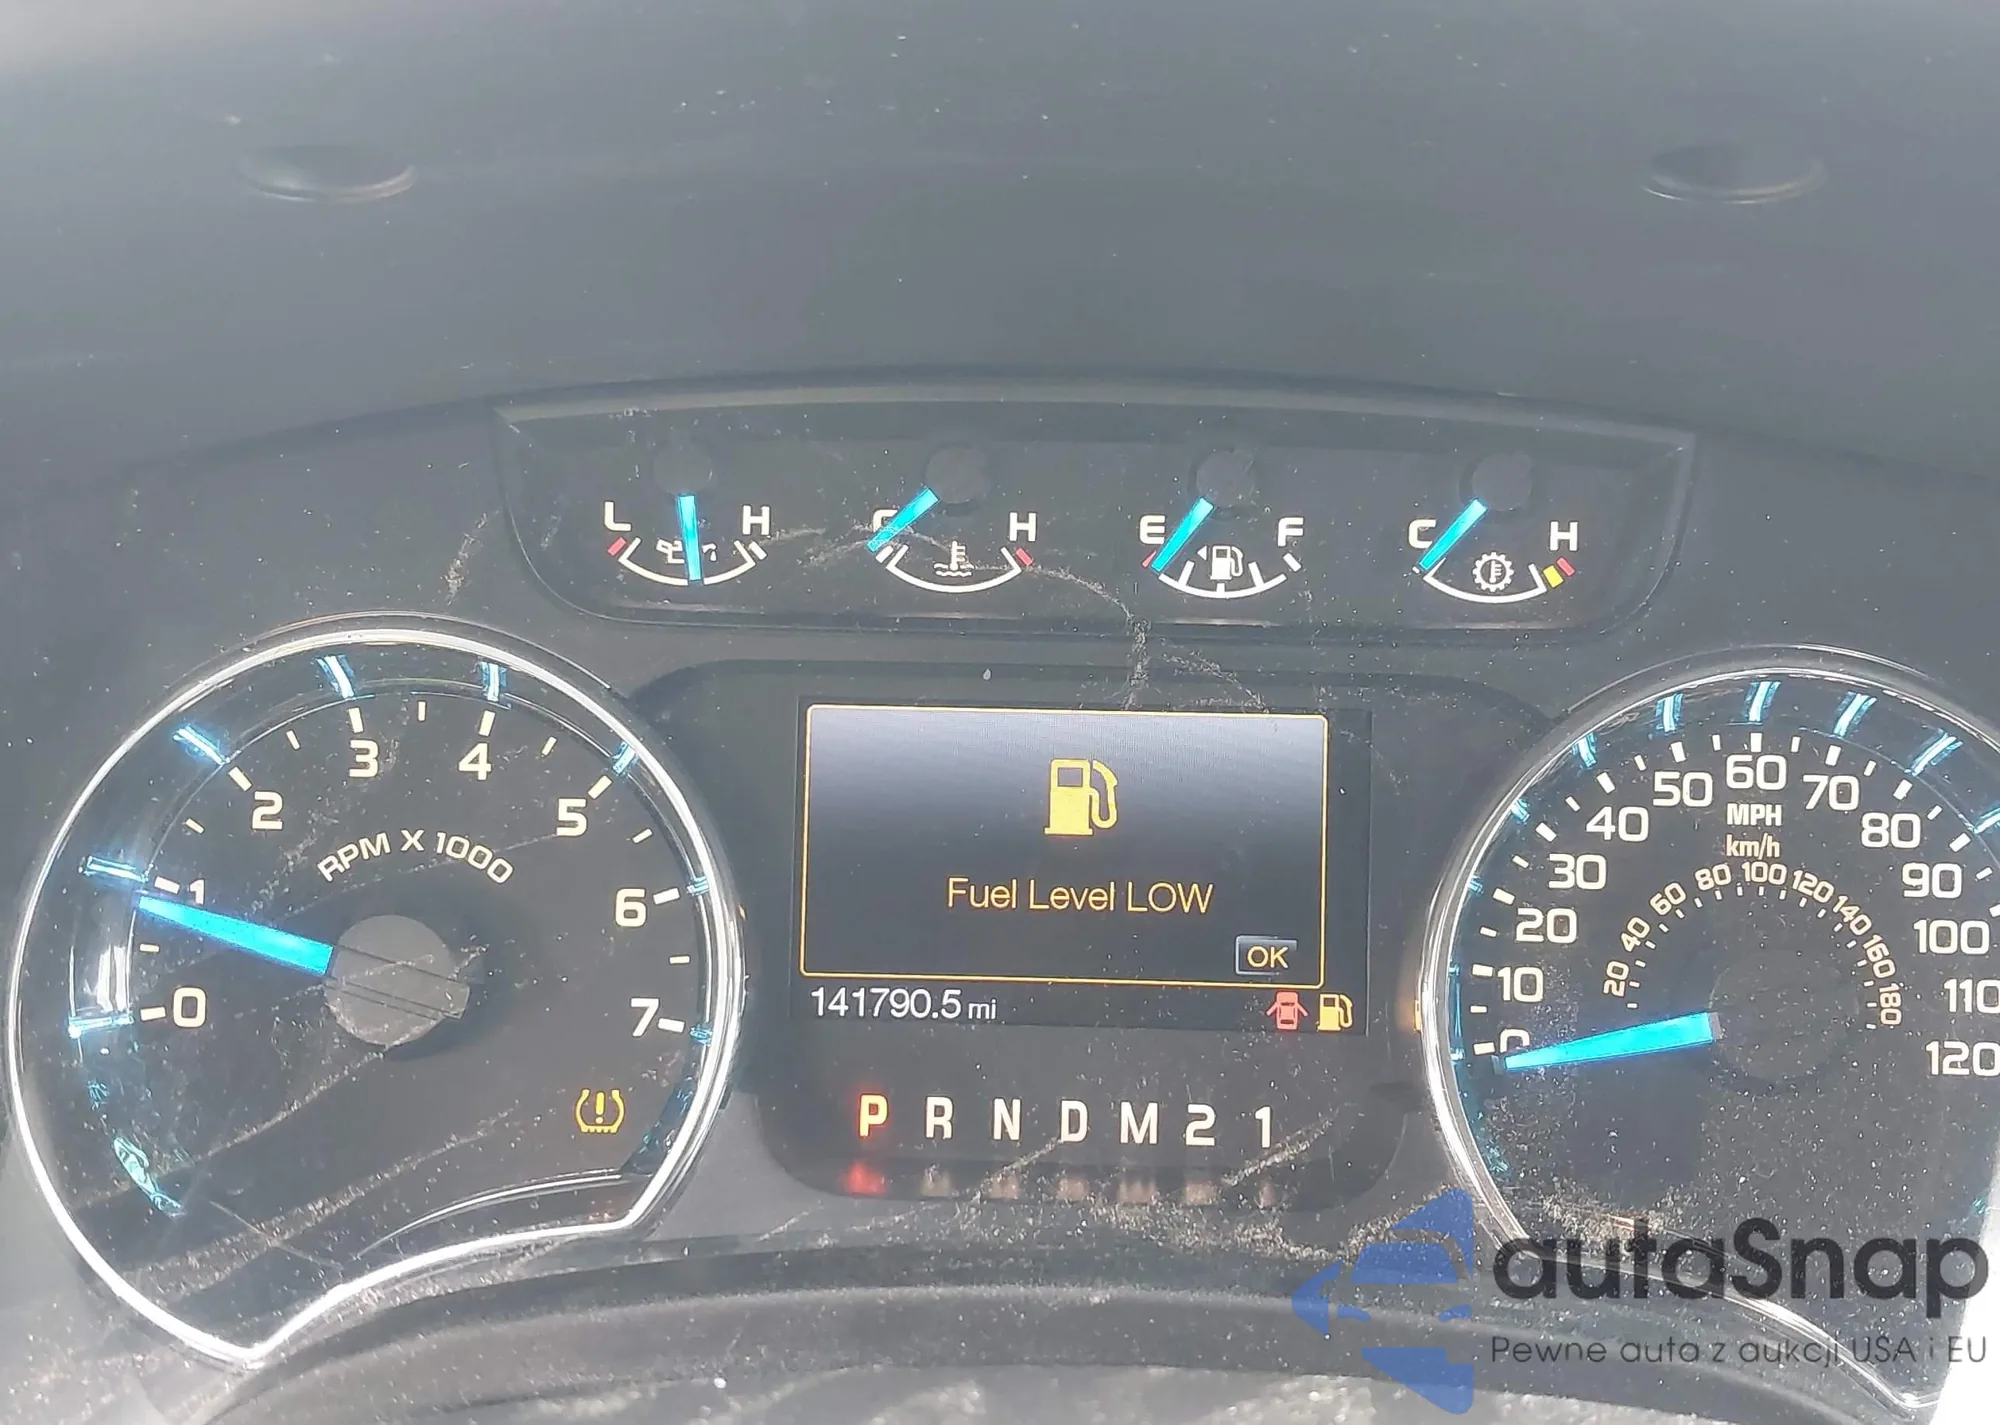 L H
C H
E F
C H
0 1 2 3 4 5 6 7
RPM X 1000
Fuel Level LOW
OK
141790.5 mi
P R N D M 2 1
0 10 20 30 40 50 60 70 80 90 100 110 120
MPH
km/h
20 40 60 80 100 120 140 160 180
autaSnap
Pewne auta z aukcji USA i EU